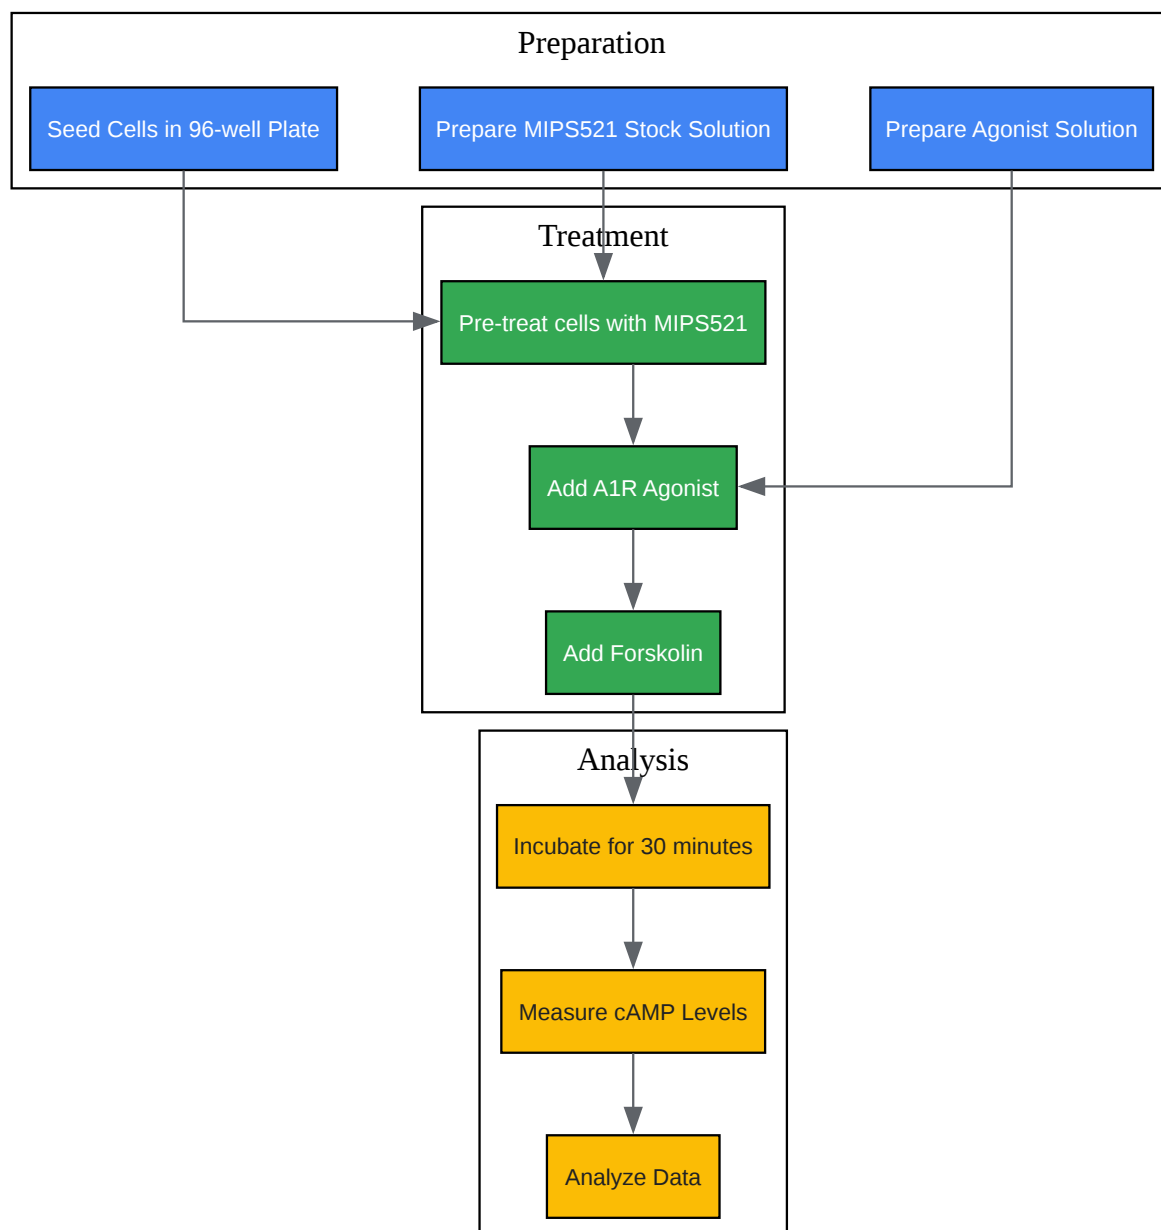 Preparation
Seed Cells in 96-well Plate
Prepare MIPS521 Stock Solution
Prepare Agonist Solution
Treatment
Pre-treat cells with MIPS521
Add A1R Agonist
Add Forskolin
Analysis
Incubate for 30 minutes
Measure cAMP Levels
Analyze Data